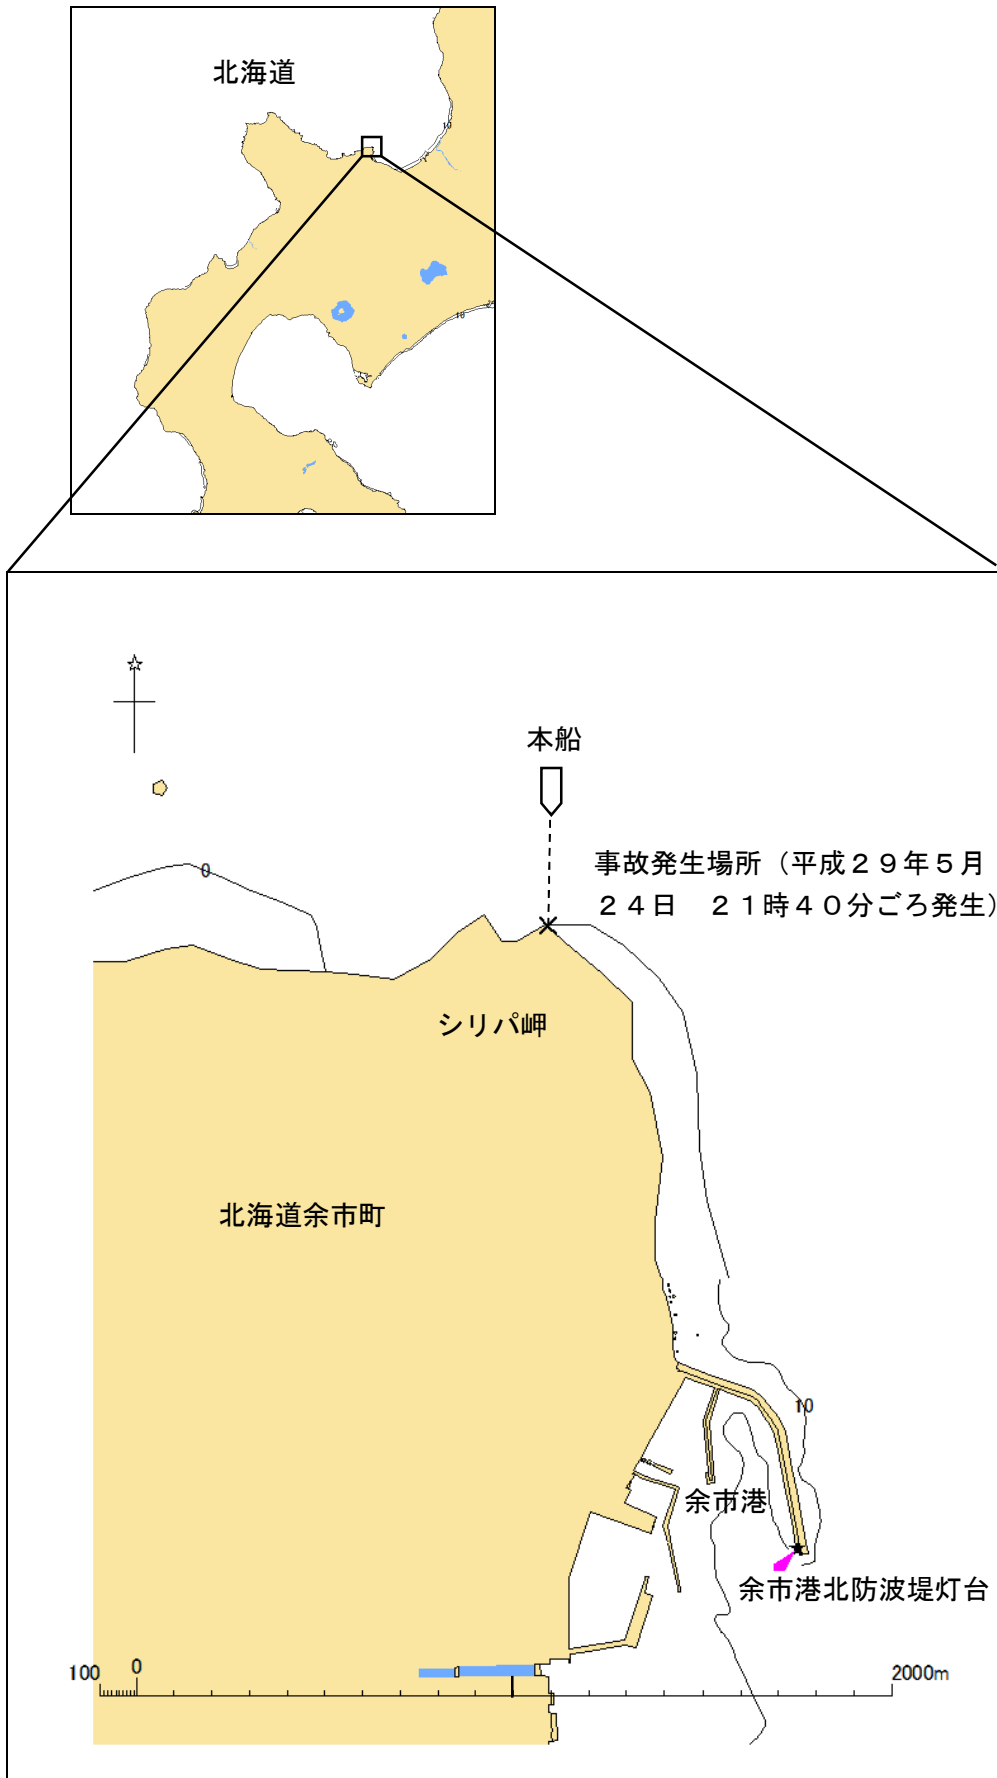 北海道
10
10
本船
事故発生場所（平成２９年５月
２４日　２１時４０分ごろ発生）
0
シリパ岬
北海道余市町
10
余市港
余市港北防波堤灯台
100 0 2000m